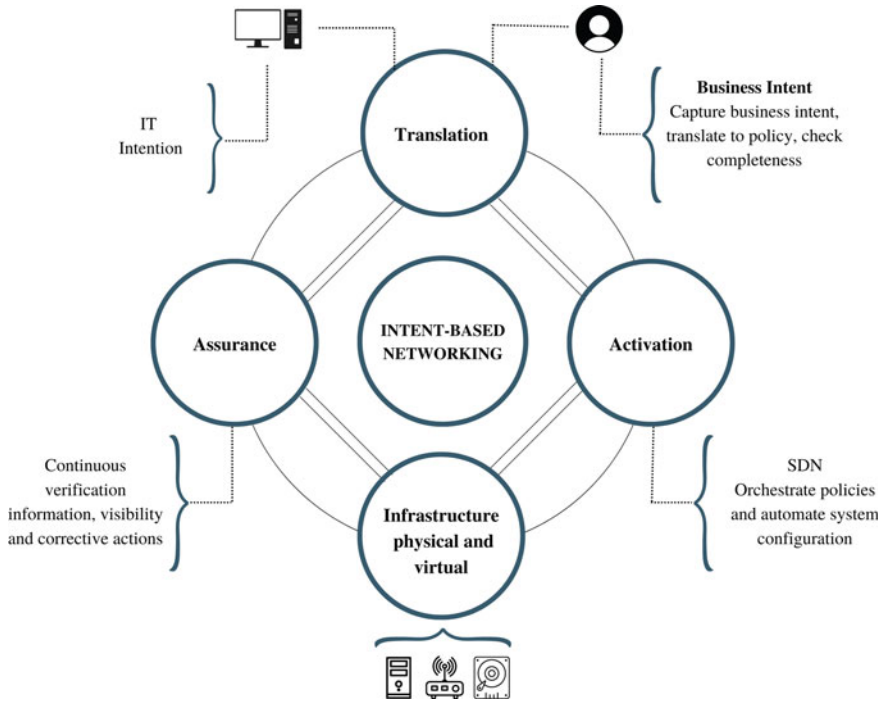 Business Intent
Capture business intent,
translate to policy, check
completeness
IT
Intention
Translation
Assurance
INTENT-BASED
NETWORKING
Activation
Continuous
verification
information, visibility
and corrective actions
SDN
Orchestrate policies
and automate system
configuration
Infrastructure
physical and
virtual